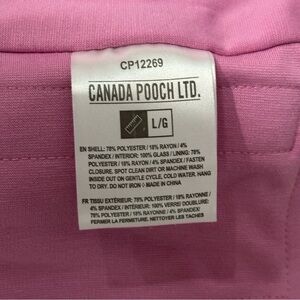 CP12269
CANADA POOCH LTD.
L/G
EN SHELL: 78% POLYESTER / 18% RAYON / 4%
SPANDEX / INTERIOR: 100% GLASS / LINING: 78%
POLYESTER / 18% RAYON / 4% SPANDEX/ FASTEN
CLOSURE. SPOT CLEAN DIRT OR MACHINE WASH
INSIDE OUT ON GENTLE CYCLE, COLD WATER. HANG
TO DRY. DO NOT IRON
FR TISSU EXTÉRIEUR: 78% POLYESTER / 18% RAYONNE /
4% SPANDEX / INTÉRIEUR: 100% VERRE/ DOUBLURE:
78% POLYESTER / 18% RAYONNE / 4% SPANDEX/
FERMER LA FERMETURE. NETTOYER LES TACHES